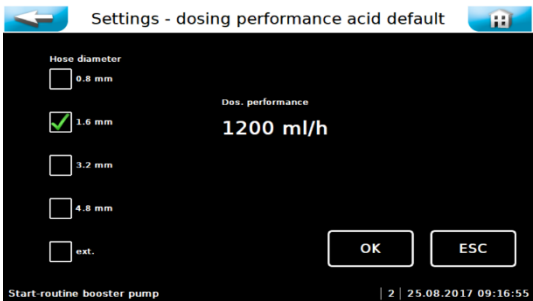 Settings - dosing performance acid default
Hose diameter
0.8 mm
Dos. performance
1.6 mm
1200 ml/h
3.2 mm
4.8 mm
ext.
OK
ESC
Start-routine booster pump
2
25.08.2017 09:16:55